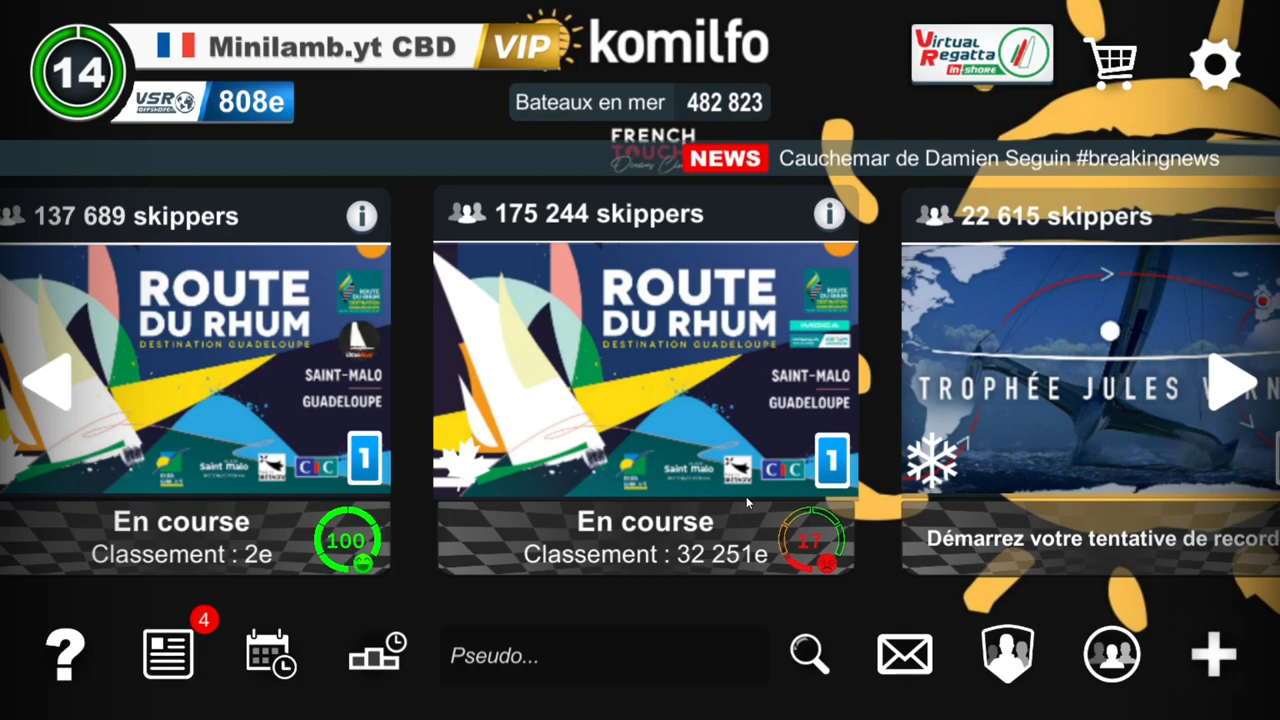 14
Minilamb.yt CBD
VIP
komilfo
Virtual
Regatta
in-shore
VSR
OFFSHORE
808e
Bateaux en mer 482 823
FRENCH
TOUCH
NEWS
Cauchemar de Damien Seguin #breakingnews
137 689 skippers
i
ROUTE
DU RHUM
DESTINATION GUADELOUPE
SAINT-MALO
GUADELOUPE
Saint malo
CIC
1
En course
Classement : 2e
100
175 244 skippers
i
ROUTE
DU RHUM
DESTINATION GUADELOUPE
IMOCA
SAINT-MALO
GUADELOUPE
Saint malo
CIC
1
En course
Classement : 32 251e
17
22 615 skippers
TROPHÉE JULES
Démarrez votre tentative de record
?
4
Pseudo...